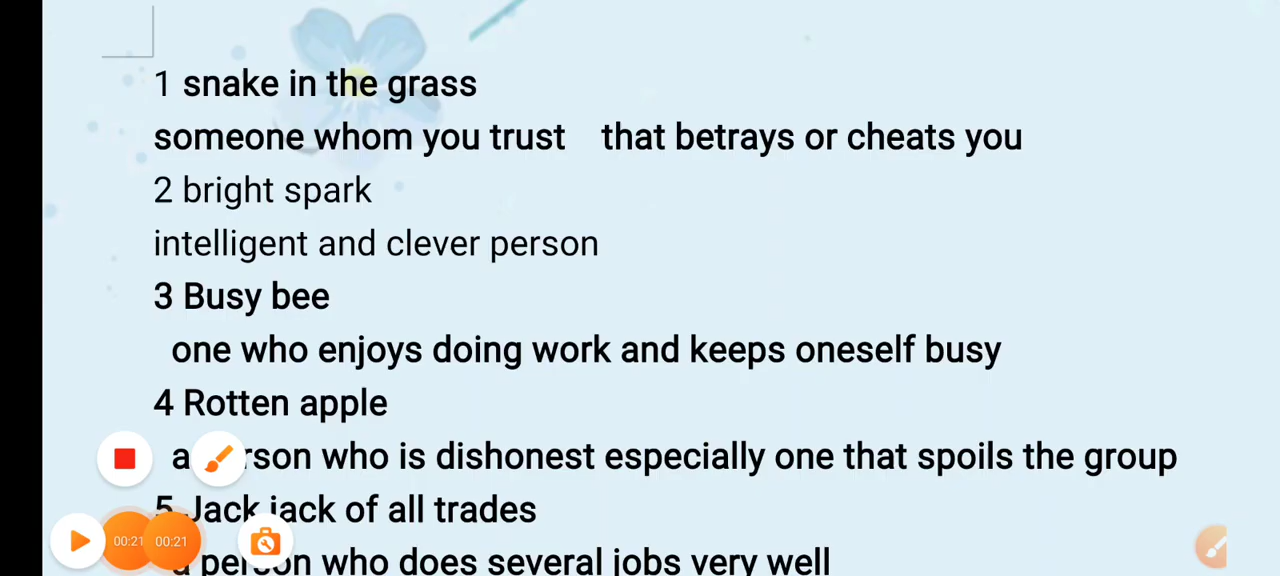 1 snake in the grass
someone whom you trust that betrays or cheats you
2 bright spark
intelligent and clever person
3 Busy bee
one who enjoys doing work and keeps oneself busy
4 Rotten apple
a who is dishonest especially one that spoils the group
5 Jack jack of all trades
a person who does several jobs very well
00:21 00:21